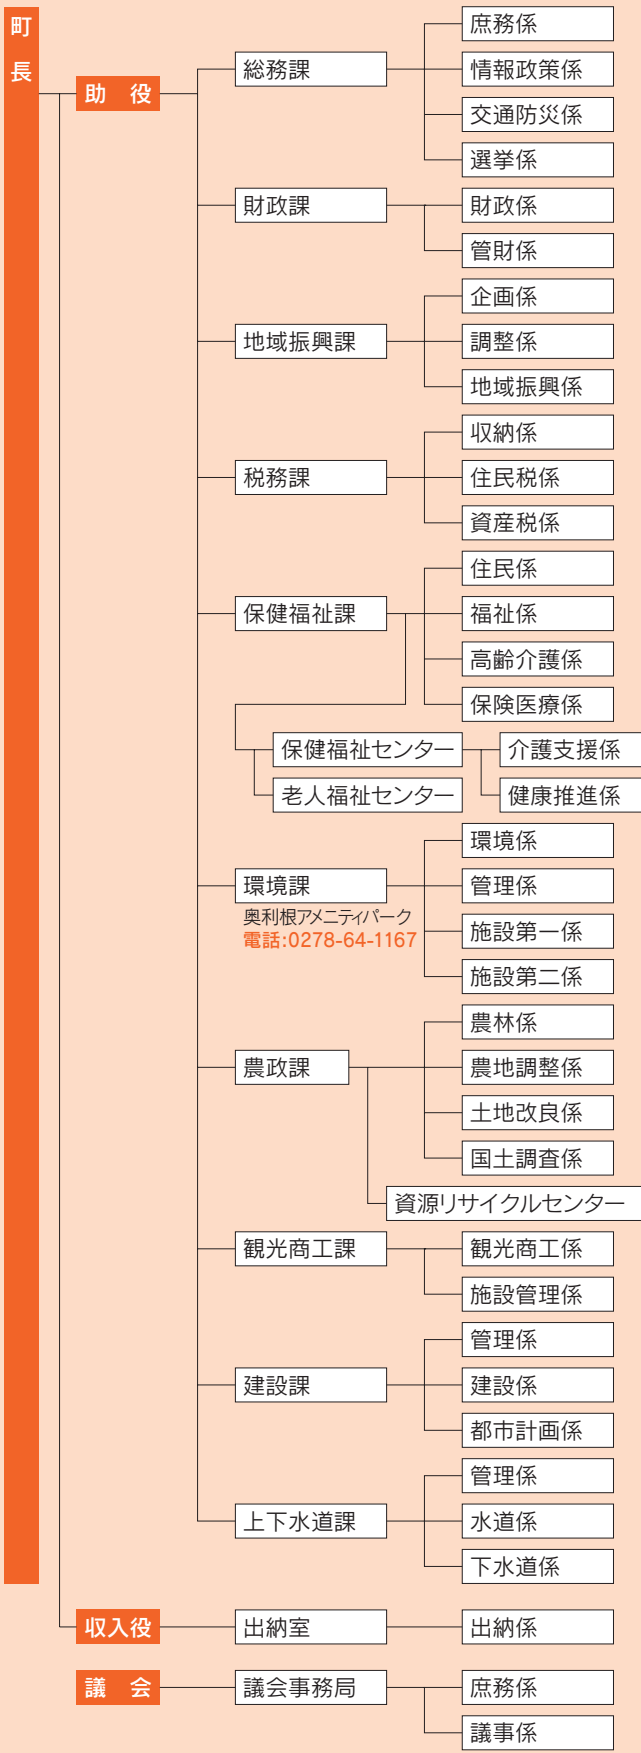 町長
助役
総務課
庶務係
情報政策係
交通防災係
選挙係
財政課
財政係
管財係
地域振興課
企画係
調整係
地域振興係
税務課
収納係
住民税係
資産税係
保健福祉課
住民係
福祉係
高齢介護係
保険医療係
保健福祉センター
介護支援係
健康推進係
老人福祉センター
環境課
奥利根アメニティパーク
電話:0278-64-1167
環境係
管理係
施設第一係
施設第二係
農政課
農林係
農地調整係
土地改良係
国土調査係
資源リサイクルセンター
観光商工課
観光商工係
施設管理係
建設課
管理係
建設係
都市計画係
上下水道課
管理係
水道係
下水道係
収入役
出納室
出納係
議会
議会事務局
庶務係
議事係